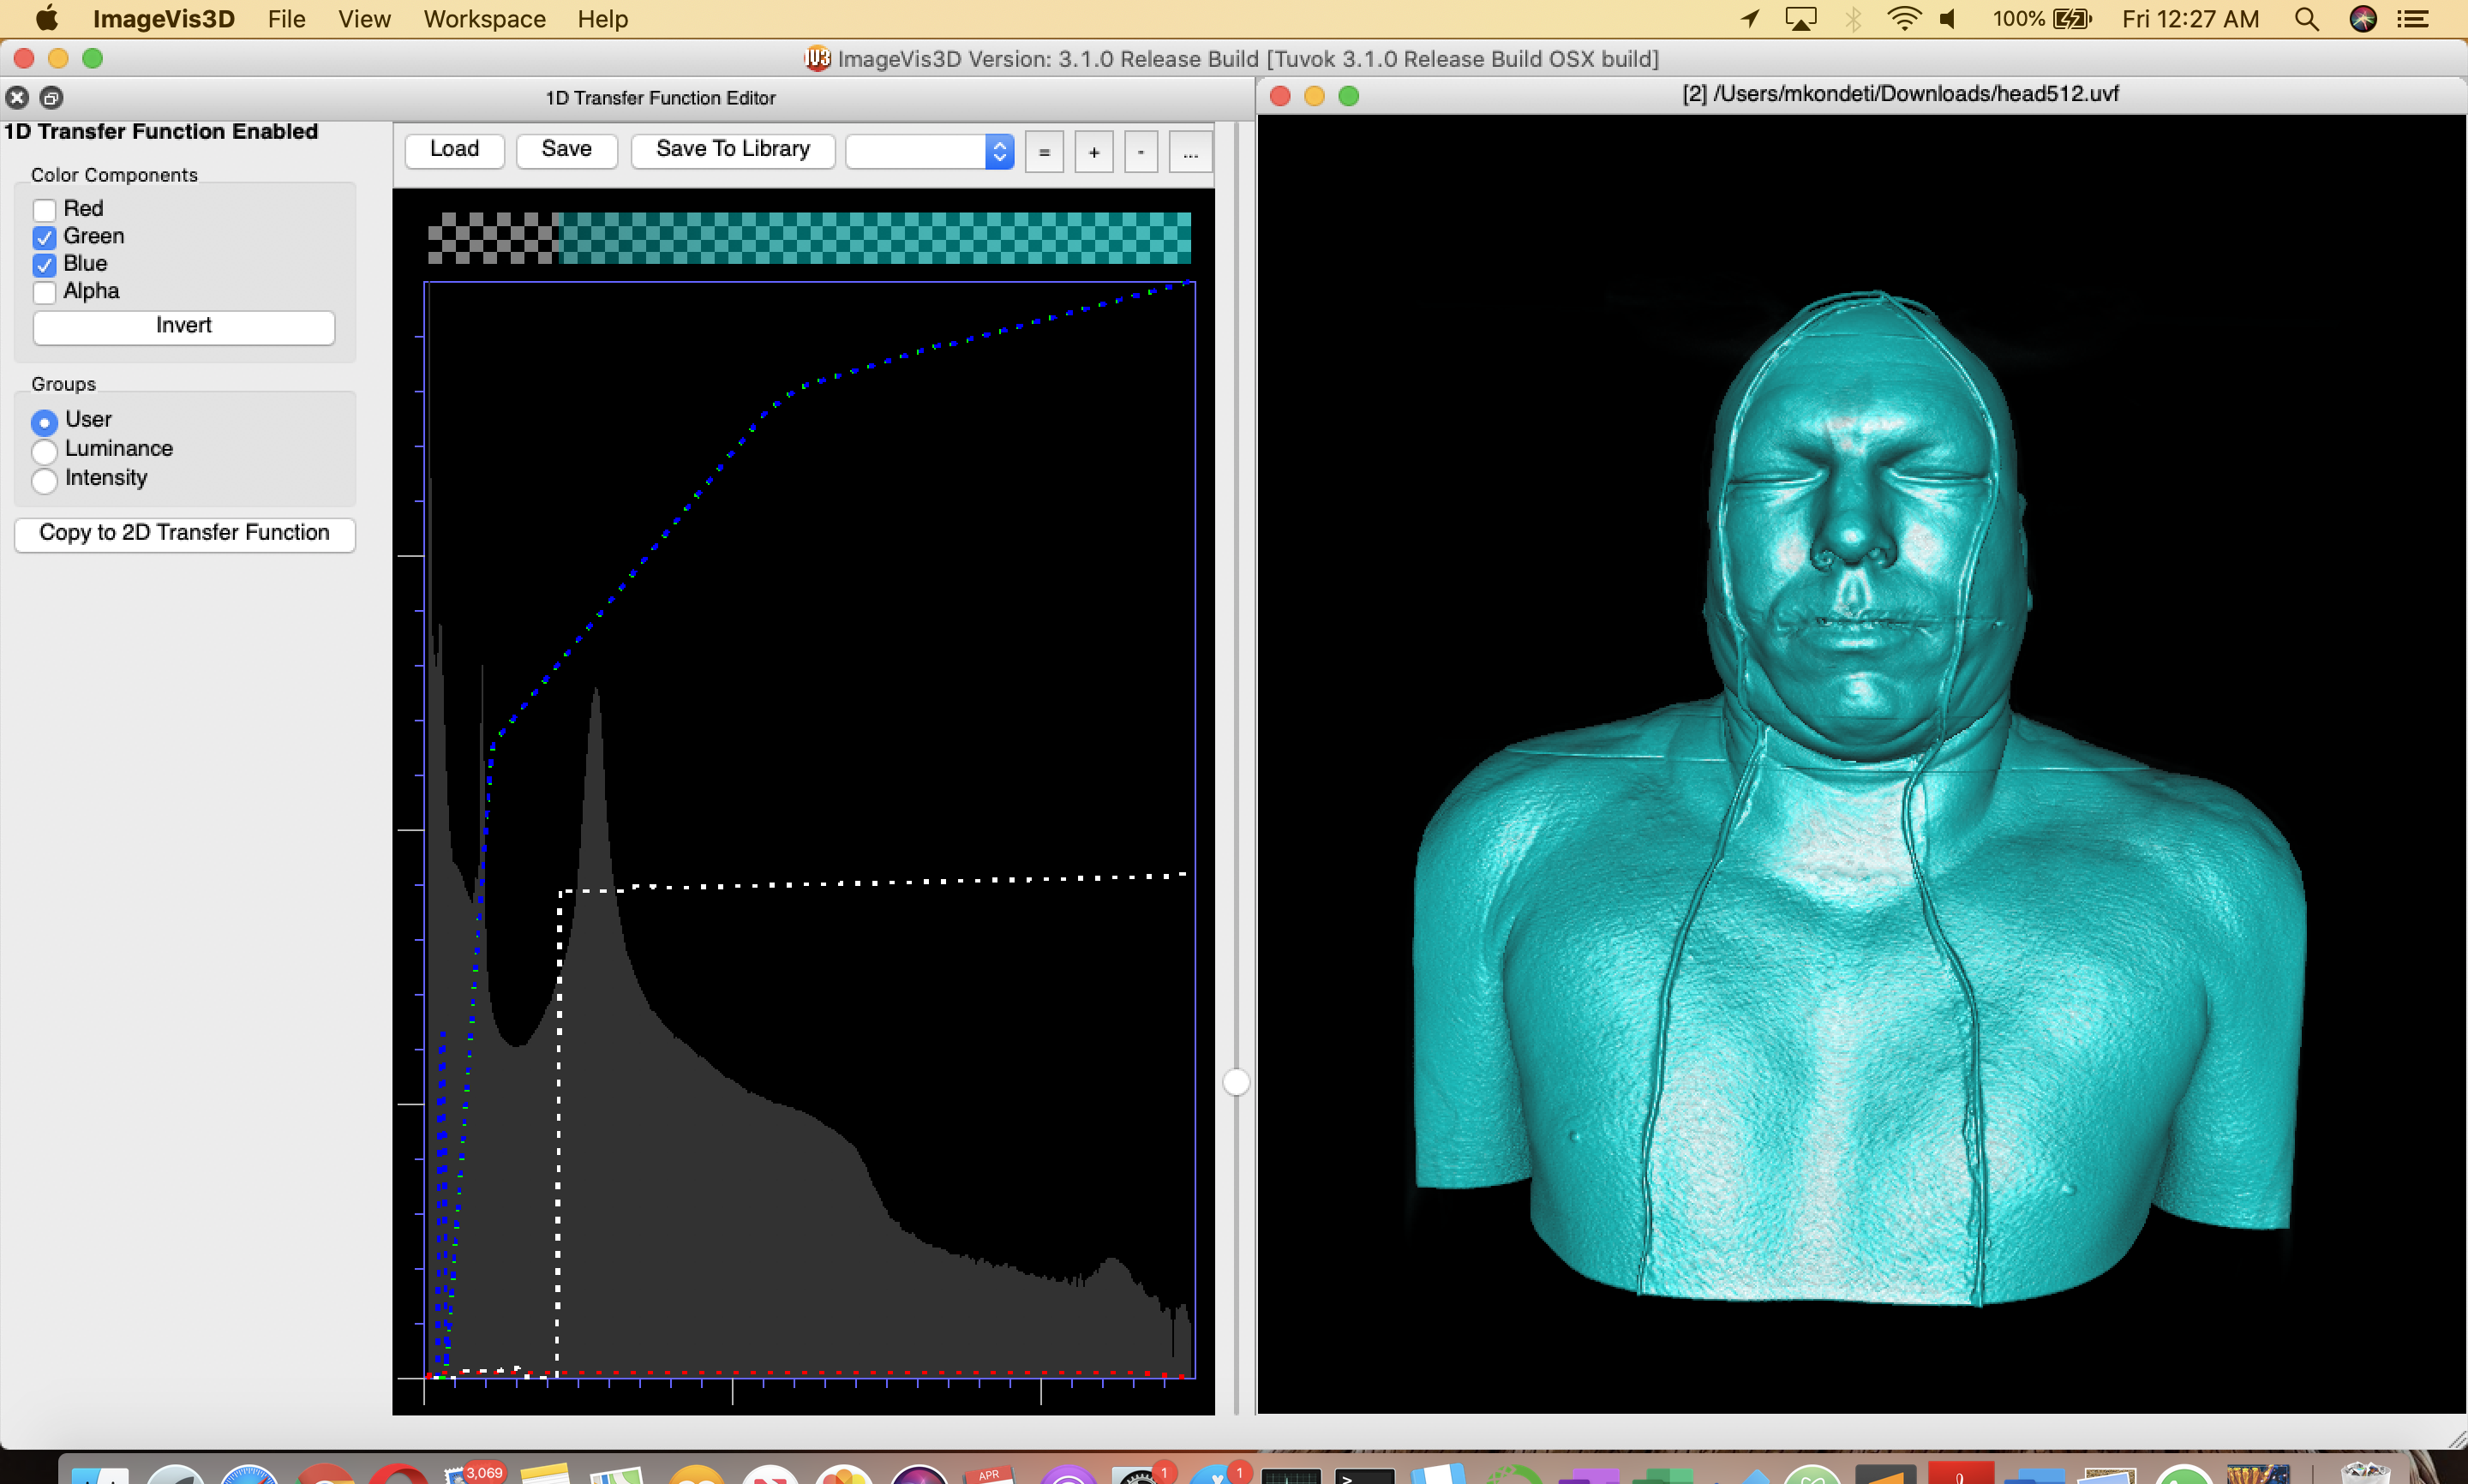 ImageVis3D File View Workspace Help 100% Fri 12:27 AM
IV3 ImageVis3D Version: 3.1.0 Release Build [Tuvok 3.1.0 Release Build OSX build]
1D Transfer Function Editor
[2] /Users/mkondeti/Downloads/head512.uvf
1D Transfer Function Enabled
Load Save Save To Library = + - ...
Color Components
Red
Green
Blue
Alpha
Invert
Groups
User
Luminance
Intensity
Copy to 2D Transfer Function
3,069
APR
1
1